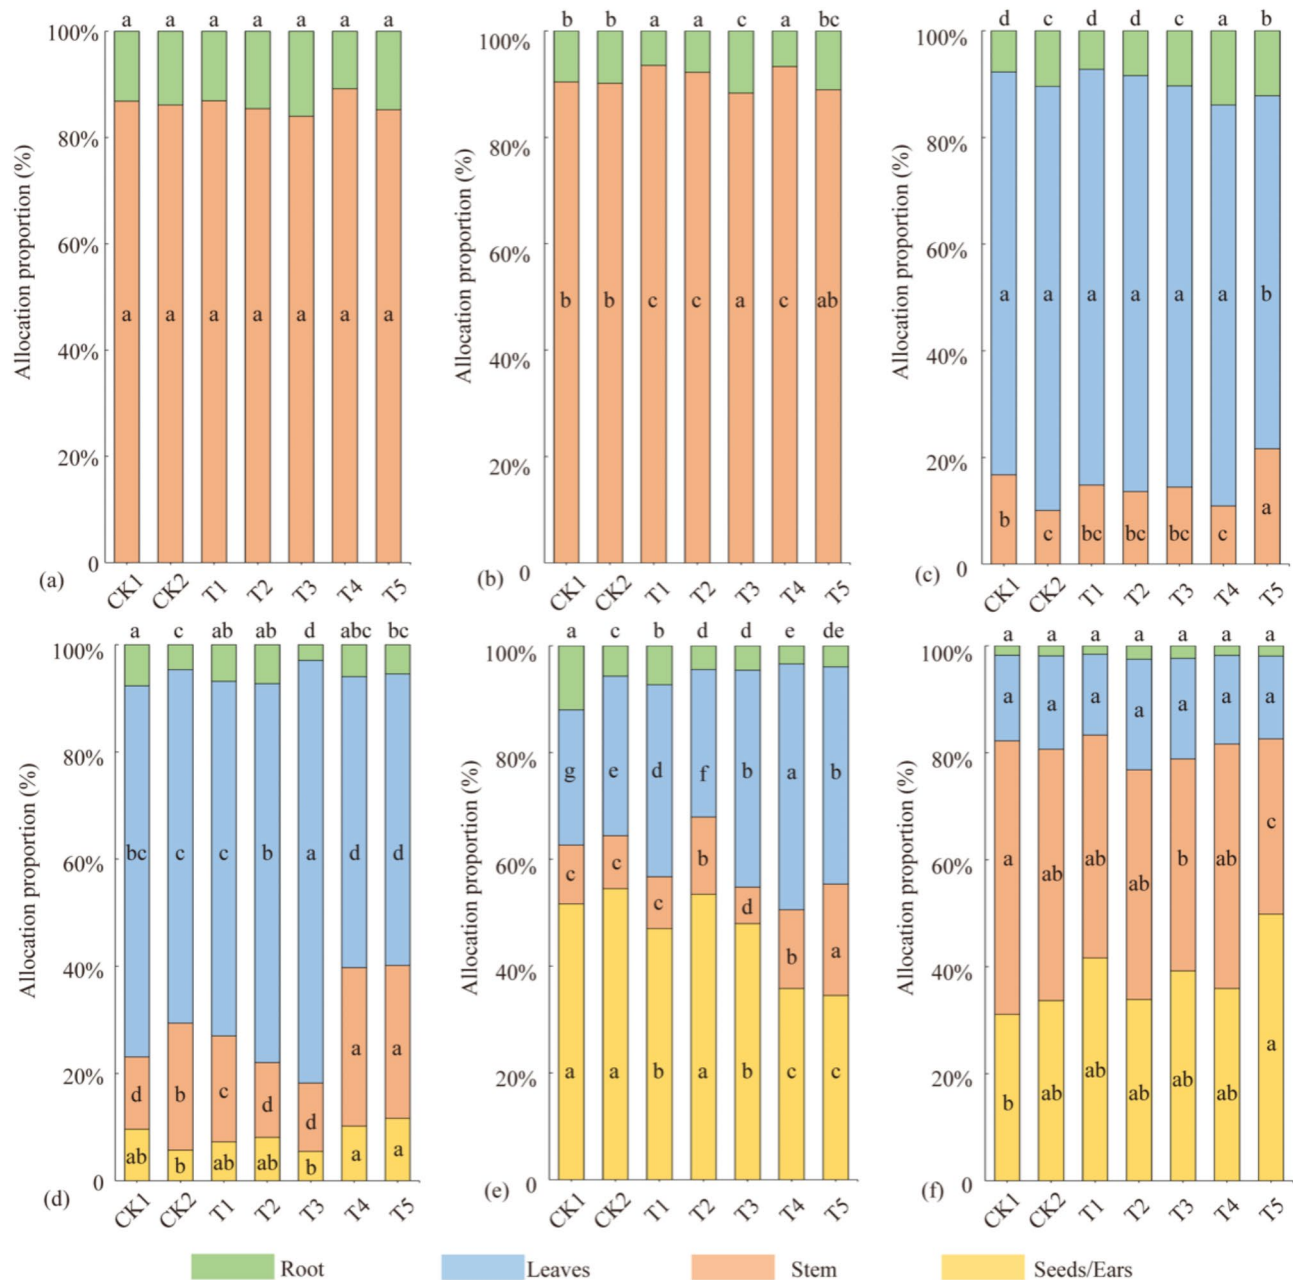 a a a a a a a
100%
80%
60%
40%
20%
0
Allocation proportion (%)
a a a a a a a
(a)
CK1 CK2 T1 T2 T3 T4 T5
b b a a c a bc
100%
80%
60%
40%
20%
0
Allocation proportion (%)
b b c c a c ab
(b)
CK1 CK2 T1 T2 T3 T4 T5
d c d d c a b
100%
80%
60%
40%
20%
0
Allocation proportion (%)
a a a a a a b
b c bc bc bc c a
(c)
CK1 CK2 T1 T2 T3 T4 T5
a c ab ab d abc bc
100%
80%
60%
40%
20%
0
Allocation proportion (%)
bc c c b a d d
d b c d d a a
ab b ab ab b a a
(d)
CK1 CK2 T1 T2 T3 T4 T5
a c b d d e de
100%
80%
60%
40%
20%
0
Allocation proportion (%)
g e d f b a b
c c c b d b a
a a b a b c c
(e)
CK1 CK2 T1 T2 T3 T4 T5
a a a a a a a
100%
80%
60%
40%
20%
0
Allocation proportion (%)
a a a a a a a
a ab ab ab b ab c
b ab ab ab ab ab a
(f)
CK1 CK2 T1 T2 T3 T4 T5
Root Leaves Stem Seeds/Ears